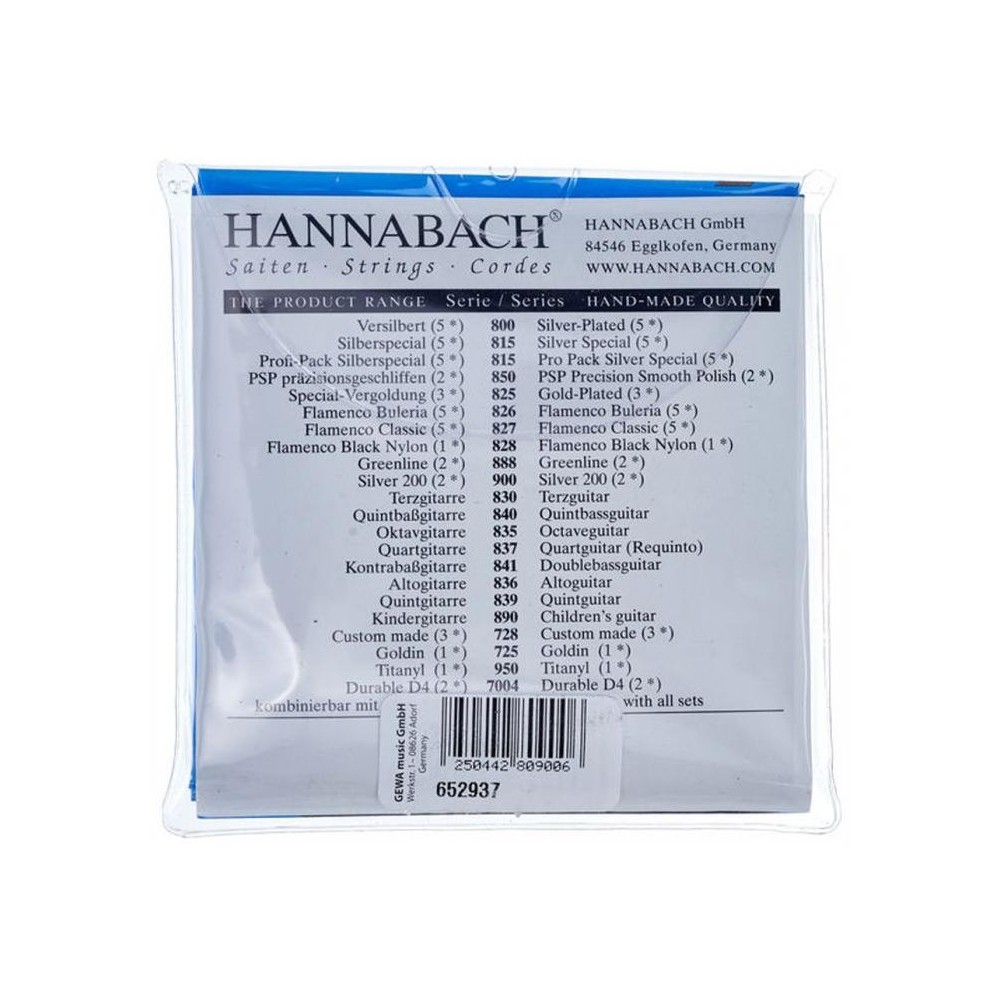 HANNABACH®
Saiten · Strings · Cordes
HANNABACH GmbH
84546 Egglkofen, Germany
WWW.HANNABACH.COM
THE PRODUCT RANGE Serie / Series HAND-MADE QUALITY
Versilbert (5 *) 800 Silver-Plated (5 *)
Silberspecial (5 *) 815 Silver Special (5 *)
Profi-Pack Silberspecial (5 *) 815 Pro Pack Silver Special (5 *)
PSP präzisionsgeschliffen (2 *) 850 PSP Precision Smooth Polish (2 *)
Special-Vergoldung (3 *) 825 Gold-Plated (3 *)
Flamenco Buleria (5 *) 826 Flamenco Buleria (5 *)
Flamenco Classic (5 *) 827 Flamenco Classic (5 *)
Flamenco Black Nylon (1 *) 828 Flamenco Black Nylon (1 *)
Greenline (2 *) 888 Greenline (2 *)
Silver 200 (2 *) 900 Silver 200 (2 *)
Terzgitarre 830 Terzguitar
Quintbaßgitarre 840 Quintbassguitar
Oktavgitarre 835 Octaveguitar
Quartgitarre 837 Quartguitar (Requinto)
Kontrabaßgitarre 841 Doublebassguitar
Altogitarre 836 Altoguitar
Quintgitarre 839 Quintguitar
Kindergitarre 890 Children's guitar
Custom made (3 *) 728 Custom made (3 *)
Goldin (1 *) 725 Goldin (1 *)
Titanyl (1 *) 950 Titanyl (1 *)
Durable D4 (2 *) 7004 Durable D4 (2 *)
kombinierbar mit with all sets
GEWA music GmbH
Werkstr. 1 – 08626 Adorf
Germany
250442 809006
652937